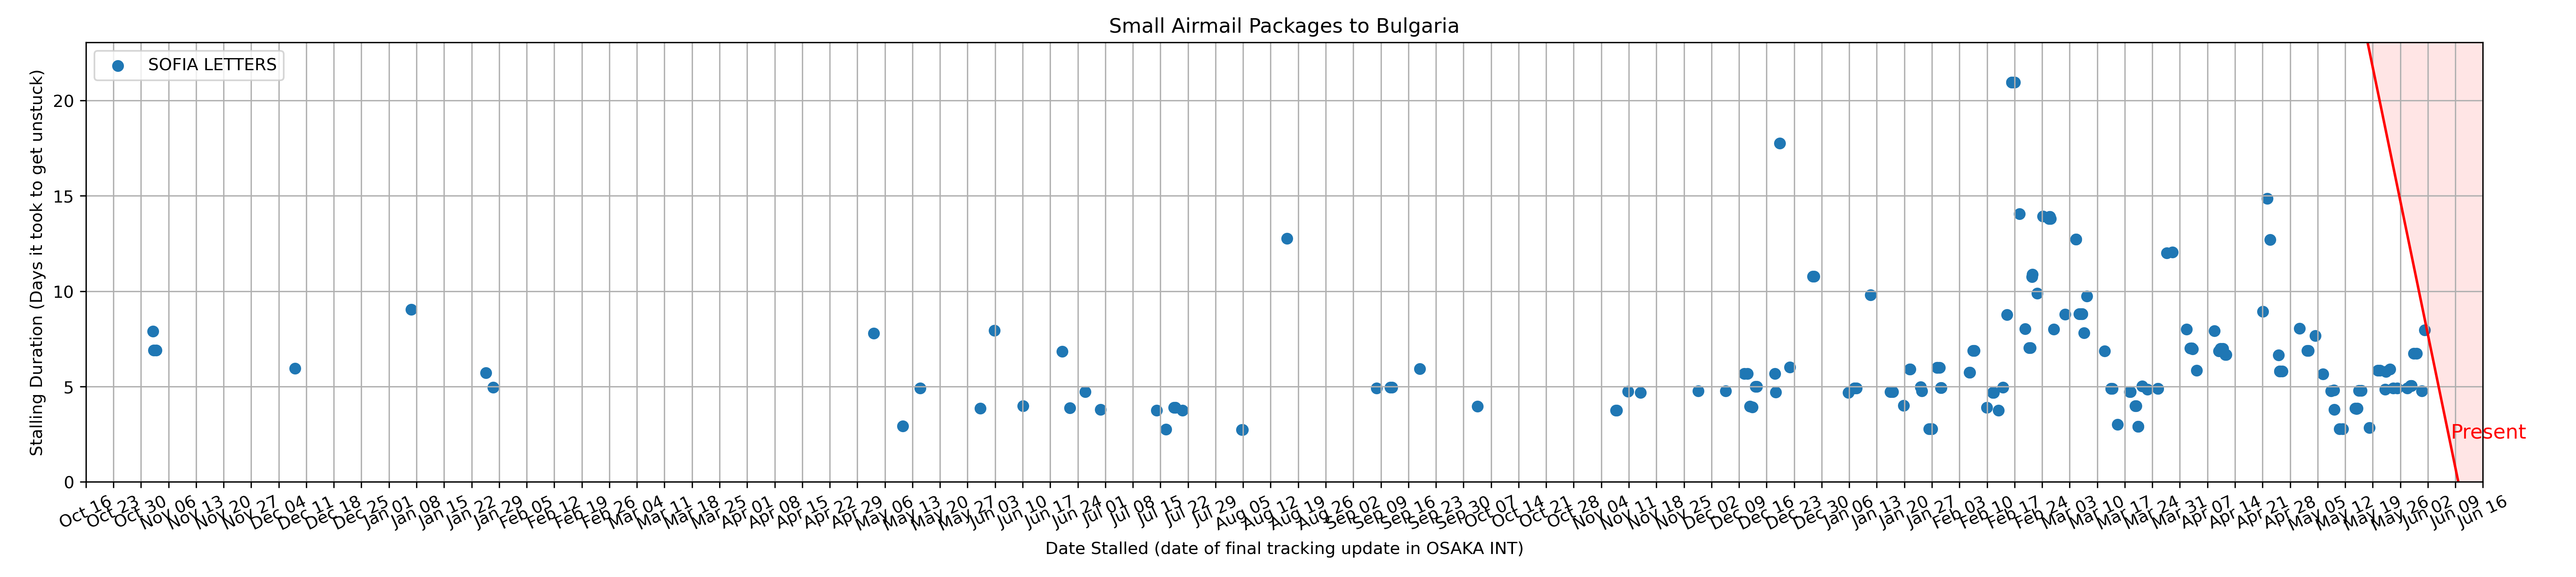 Small Airmail Packages to Bulgaria
SOFIA LETTERS
Stalling Duration (Days it took to get unstuck)
20
15
10
5
0
Present
Oct 16 Oct 23 Oct 30 Nov 06 Nov 13 Nov 20 Nov 27 Dec 04 Dec 11 Dec 18 Dec 25 Jan 01 Jan 08 Jan 15 Jan 22 Jan 29 Feb 05 Feb 12 Feb 19 Feb 26 Mar 04 Mar 11 Mar 18 Mar 25 Apr 01 Apr 08 Apr 15 Apr 22 Apr 29 May 06 May 13 May 20 May 27 Jun 03 Jun 10 Jun 17 Jun 24 Jul 01 Jul 08 Jul 15 Jul 22 Jul 29 Aug 05 Aug 12 Aug 19 Aug 26 Sep 02 Sep 09 Sep 16 Sep 23 Sep 30 Oct 07 Oct 14 Oct 21 Oct 28 Nov 04 Nov 11 Nov 18 Nov 25 Dec 02 Dec 09 Dec 16 Dec 23 Dec 30 Jan 06 Jan 13 Jan 20 Jan 27 Feb 03 Feb 10 Feb 17 Feb 24 Mar 03 Mar 10 Mar 17 Mar 24 Mar 31 Apr 07 Apr 14 Apr 21 Apr 28 May 05 May 12 May 19 May 26 Jun 02 Jun 09 Jun 16
Date Stalled (date of final tracking update in OSAKA INT)